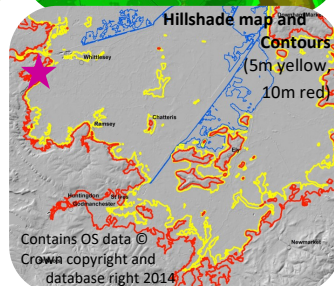 Hillshade map and
Contours
(5m yellow,
10m red)
Whittlesey
Ramsey
Chatteris
Ely
Huntingdon
St Ives
Godmanchester
Newmarket
Contains OS data ©
Crown copyright and
database right 2014